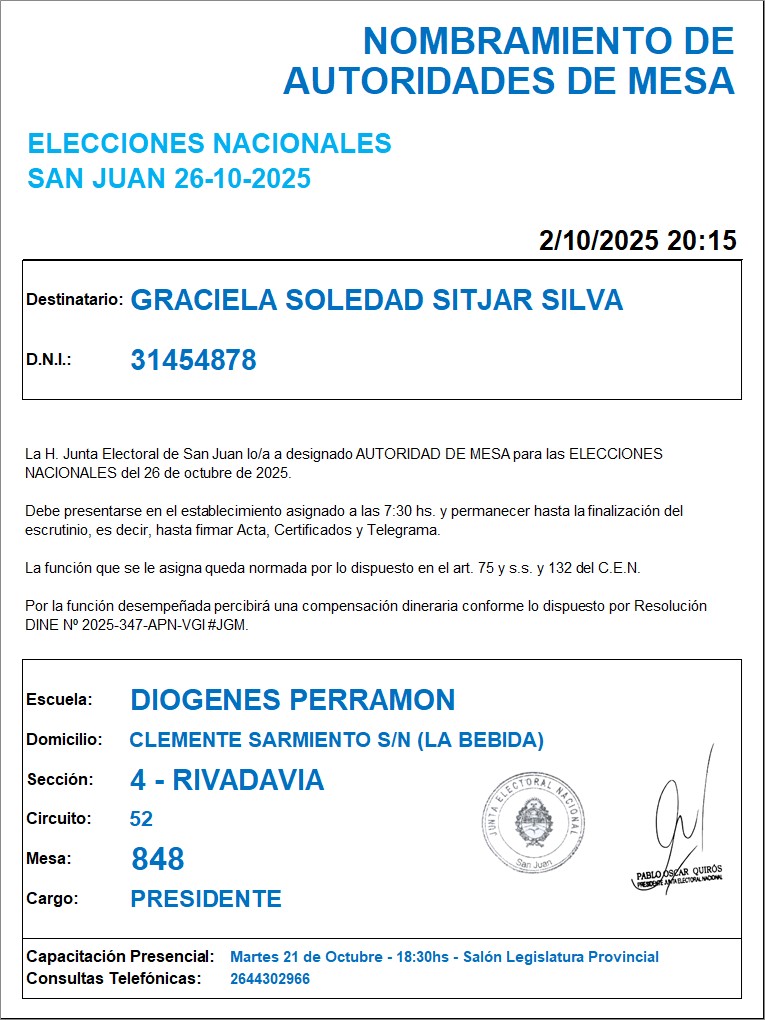 NOMBRAMIENTO DE
AUTORIDADES DE MESA
ELECCIONES NACIONALES
SAN JUAN 26-10-2025
2/10/2025 20:15
Destinatario: GRACIELA SOLEDAD SITJAR SILVA
D.N.I.: 31454878
La H. Junta Electoral de San Juan lo/a a designado AUTORIDAD DE MESA para las ELECCIONES
NACIONALES del 26 de octubre de 2025.
Debe presentarse en el establecimiento asignado a las 7:30 hs. y permanecer hasta la finalización del
escrutinio, es decir, hasta firmar Acta, Certificados y Telegrama.
La función que se le asigna queda normada por lo dispuesto en el art. 75 y s.s. y 132 del C.E.N.
Por la función desempeñada percibirá una compensación dineraria conforme lo dispuesto por Resolución
DINE Nº 2025-347-APN-VGI#JGM.
Escuela: DIOGENES PERRAMON
Domicilio: CLEMENTE SARMIENTO S/N (LA BEBIDA)
Sección: 4 - RIVADAVIA
Circuito: 52
Mesa: 848
Cargo: PRESIDENTE
JUNTA ELECTORAL NACIONAL
San Juan
PABLO OSCAR QUIRÓS
PRESIDENTE JUNTA ELECTORAL NACIONAL
Capacitación Presencial: Martes 21 de Octubre - 18:30hs - Salón Legislatura Provincial
Consultas Telefónicas: 2644302966